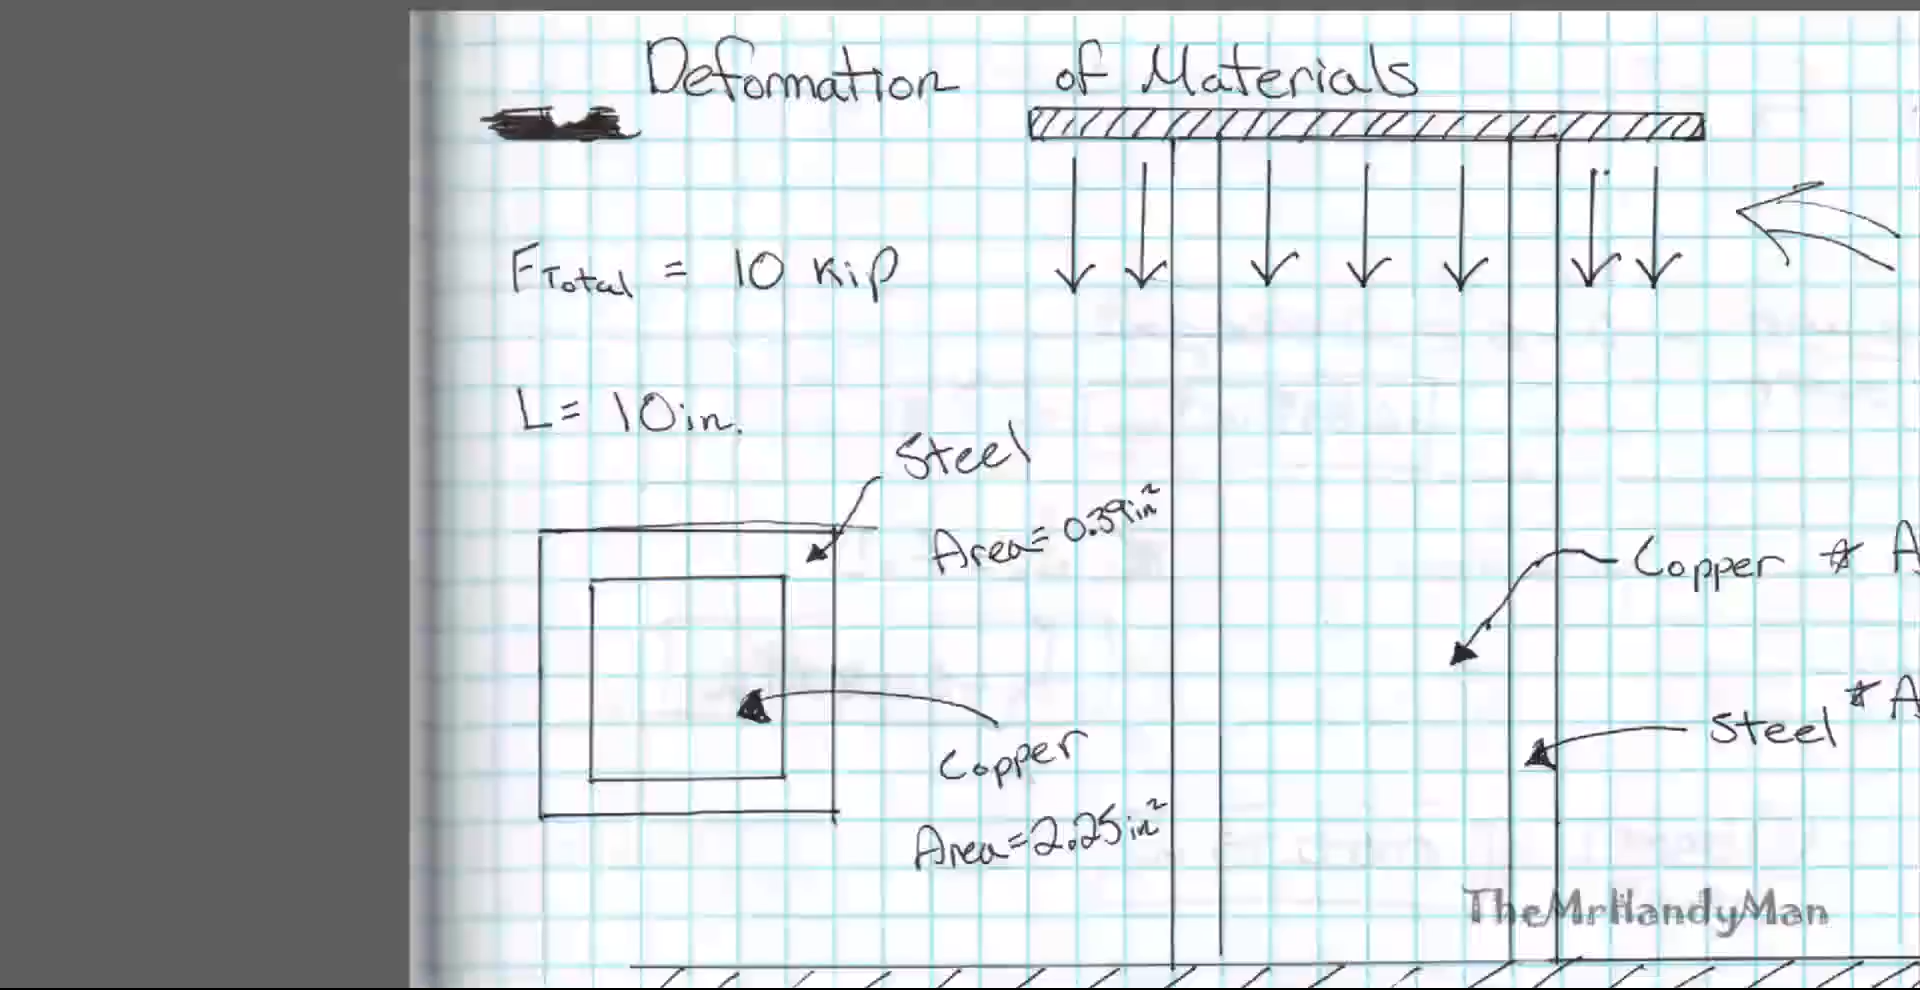 Deformation of Materials
FTotal = 10 Kip
L = 10in.
Steel
Area = 0.39in²
Copper * A
Steel * A
Copper
Area = 2.25in²
TheMrHandyMan